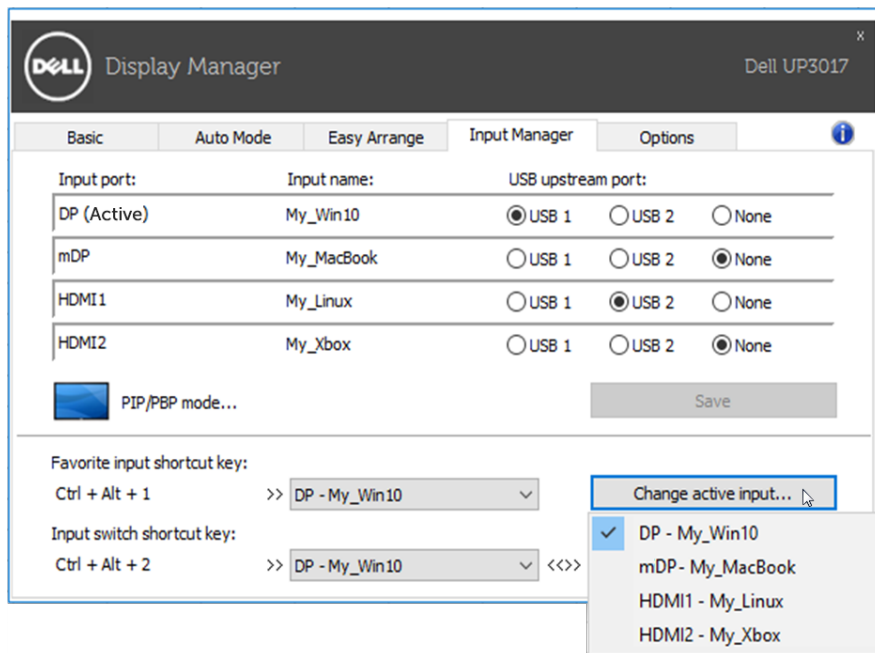 DELL Display Manager Dell UP3017 x
Basic Auto Mode Easy Arrange Input Manager Options i
Input port: Input name: USB upstream port:
DP (Active) My_Win10 USB 1 USB 2 None
mDP My_MacBook USB 1 USB 2 None
HDMI1 My_Linux USB 1 USB 2 None
HDMI2 My_Xbox USB 1 USB 2 None
PIP/PBP mode... Save
Favorite input shortcut key:
Ctrl + Alt + 1 >> DP - My_Win10 Change active input...
Input switch shortcut key:
Ctrl + Alt + 2 >> DP - My_Win10 <<>>
DP - My_Win10
mDP- My_MacBook
HDMI1 - My_Linux
HDMI2 - My_Xbox